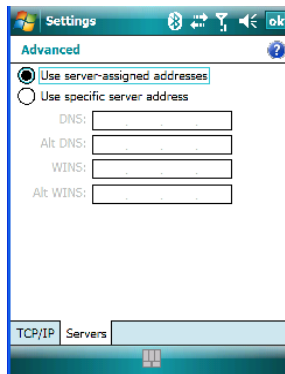 Settings
ok
Advanced
?
Use server-assigned addresses
Use specific server address
DNS:
Alt DNS:
WINS:
Alt WINS:
TCP/IP Servers